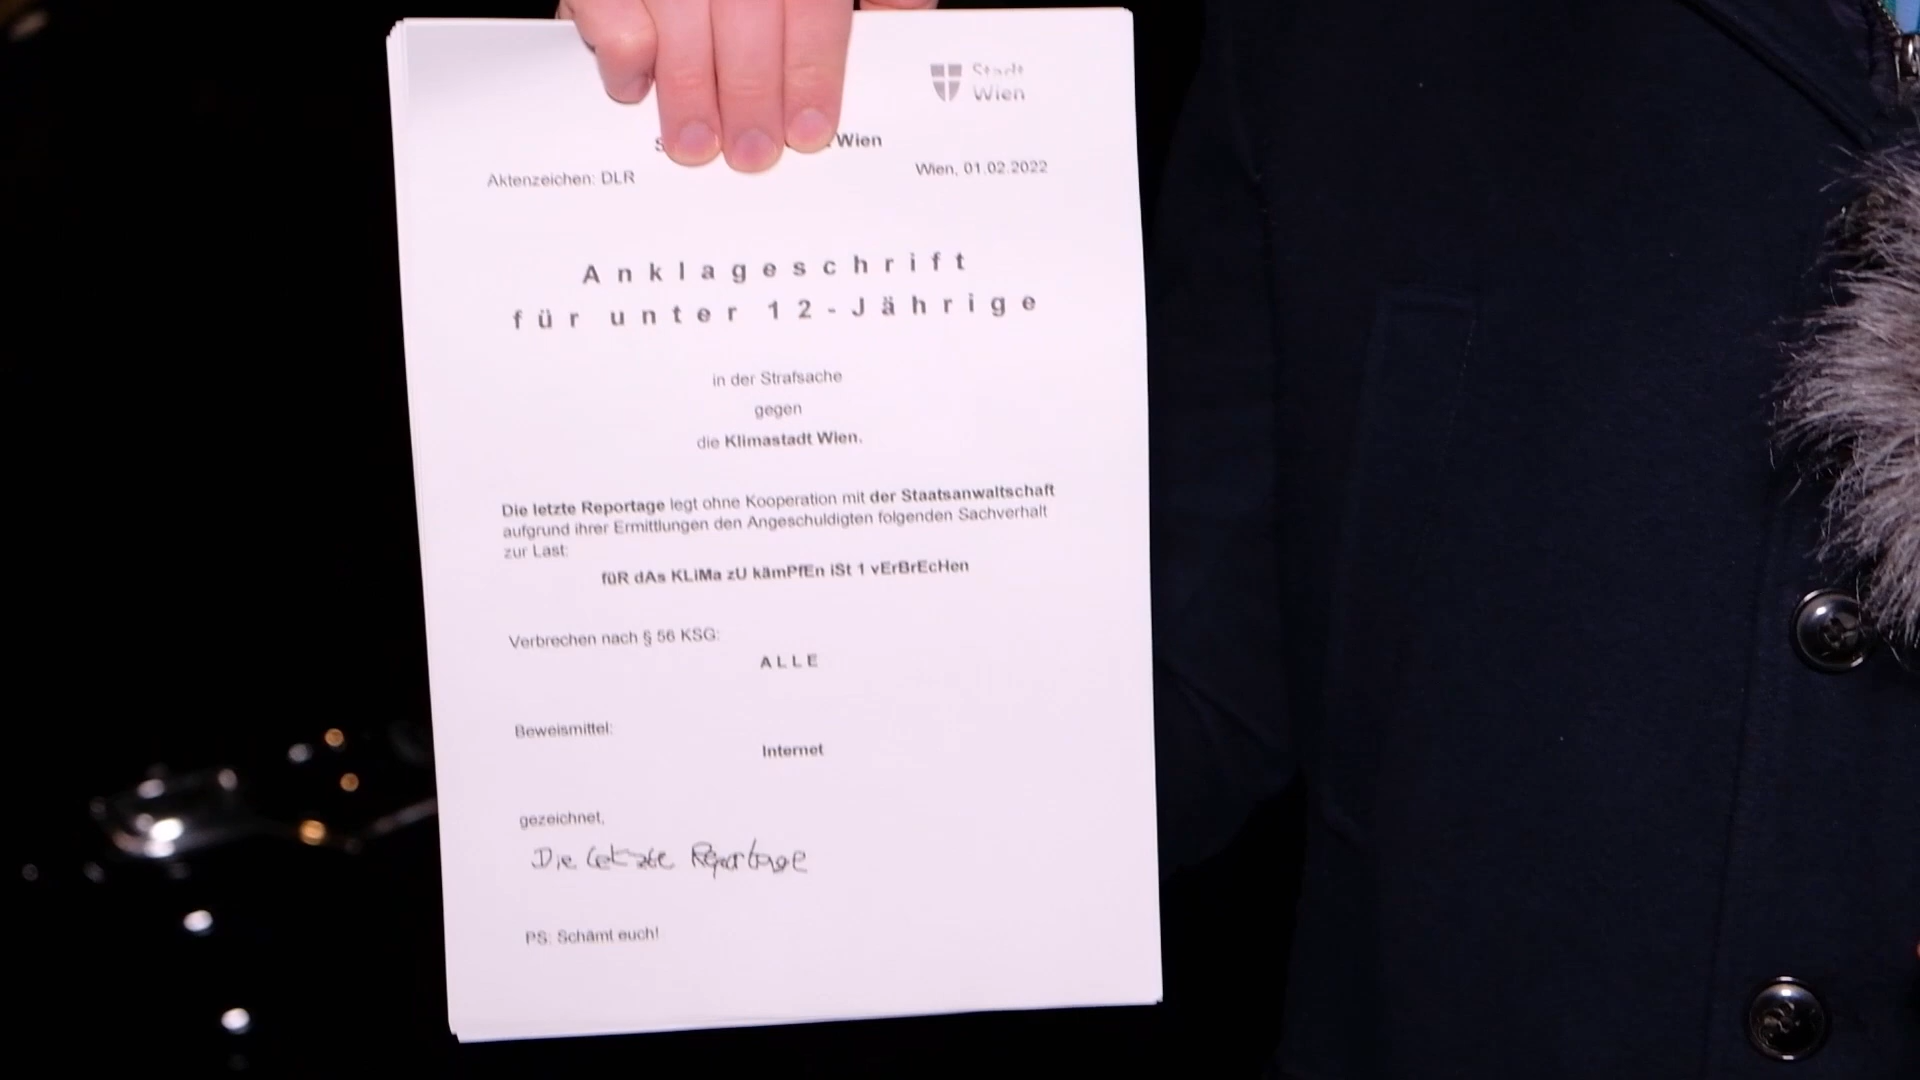 Stadt
Wien
Wien
Aktenzeichen: DLR
Wien, 01.02.2022
Anklageschrift
für unter 12-Jährige
in der Strafsache
gegen
die Klimastadt Wien.
Die letzte Reportage legt ohne Kooperation mit der Staatsanwaltschaft
aufgrund ihrer Ermittlungen den Angeschuldigten folgenden Sachverhalt
zur Last:
füR dAs KLiMa zU kämPfEn iSt 1 vErBrEcHen
Verbrechen nach § 56 KSG:
ALLE
Beweismittel:
Internet
gezeichnet,
Die letzte Reportage
PS: Schämt euch!